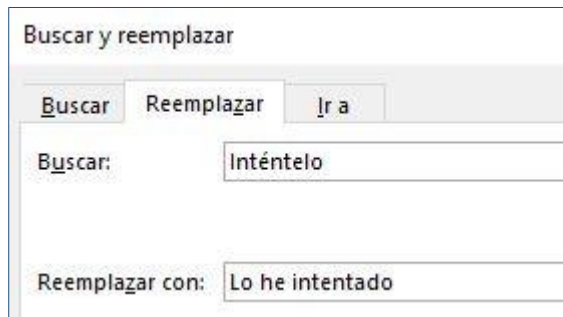 Buscar y reemplazar
Buscar Reemplazar Ir a
Buscar: Inténtelo
Reemplazar con: Lo he intentado